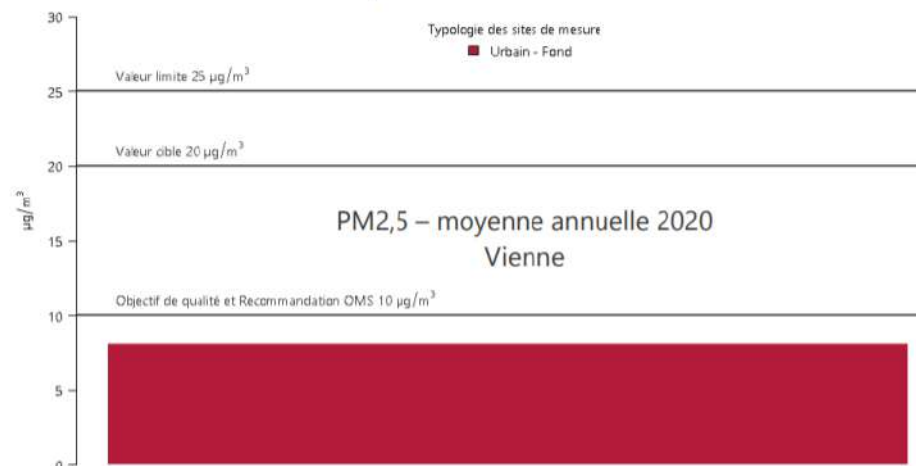 30
Typologie des sites de mesure
Urbain - Fond
Valeur limite 25 µg/m³
25
Valeur cible 20 µg/m³
20
µg/m³
PM2,5 – moyenne annuelle 2020
15
Vienne
Objectif de qualité et Recommandation OMS 10 µg/m³
10
5
0